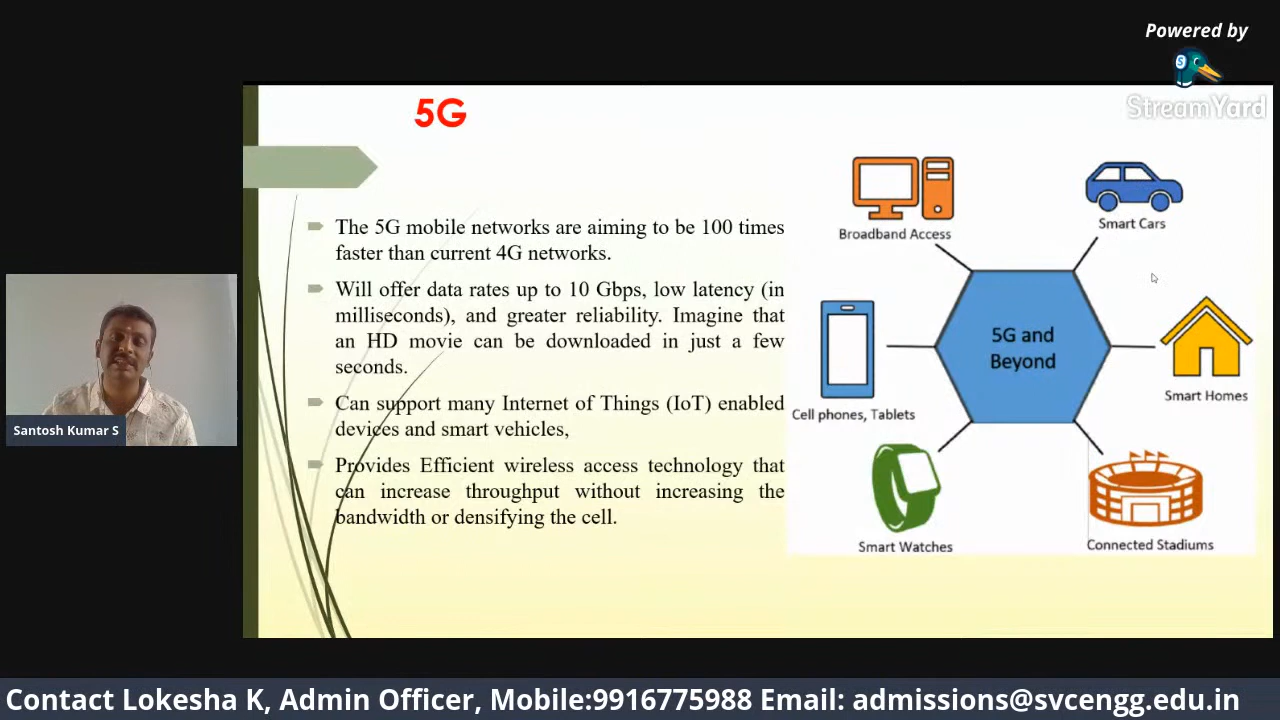 Powered by
StreamYard
5G
The 5G mobile networks are aiming to be 100 times
faster than current 4G networks.
Will offer data rates up to 10 Gbps, low latency (in
milliseconds), and greater reliability. Imagine that
an HD movie can be downloaded in just a few
seconds.
Can support many Internet of Things (IoT) enabled
devices and smart vehicles,
Provides Efficient wireless access technology that
can increase throughput without increasing the
bandwidth or densifying the cell.
Broadband Access
Smart Cars
5G and
Beyond
Cell phones, Tablets
Smart Homes
Smart Watches
Connected Stadiums
Santosh Kumar S
Contact Lokesha K, Admin Officer, Mobile:9916775988 Email: admissions@svcengg.edu.in